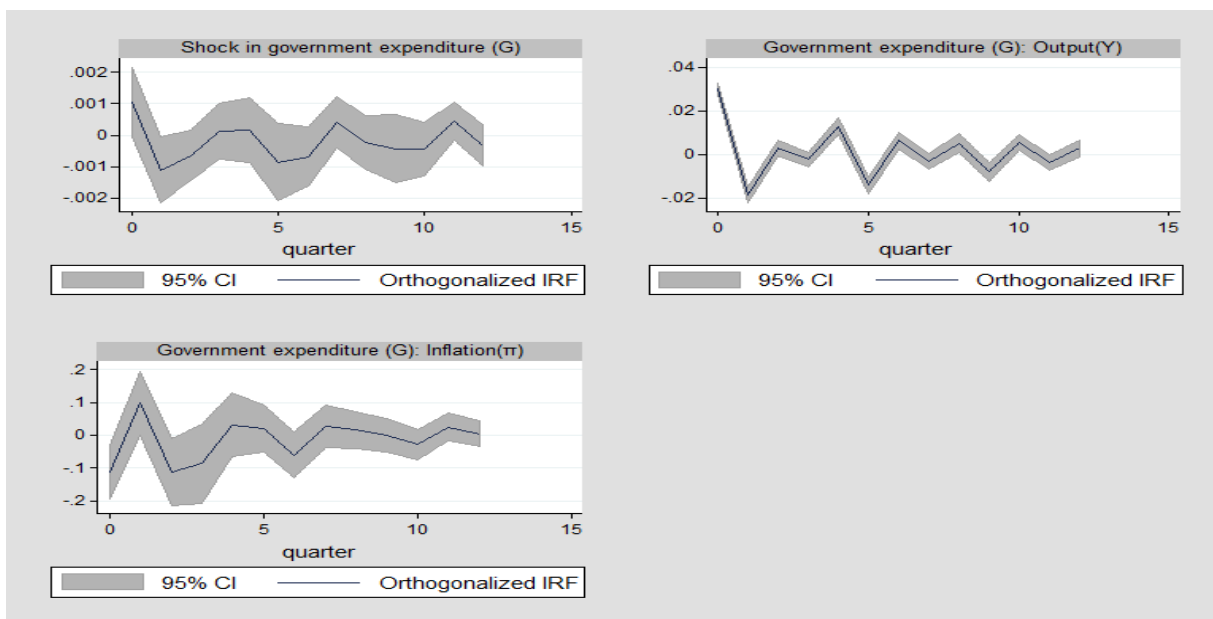 Shock in government expenditure (G)
.002
.001
0
-.001
-.002
0 5 10 15
quarter
95% CI Orthogonalized IRF
Government expenditure (G): Output(Y)
.04
.02
0
-.02
0 5 10 15
quarter
95% CI Orthogonalized IRF
Government expenditure (G): Inflation(π)
.2
.1
0
-.1
-.2
0 5 10 15
quarter
95% CI Orthogonalized IRF